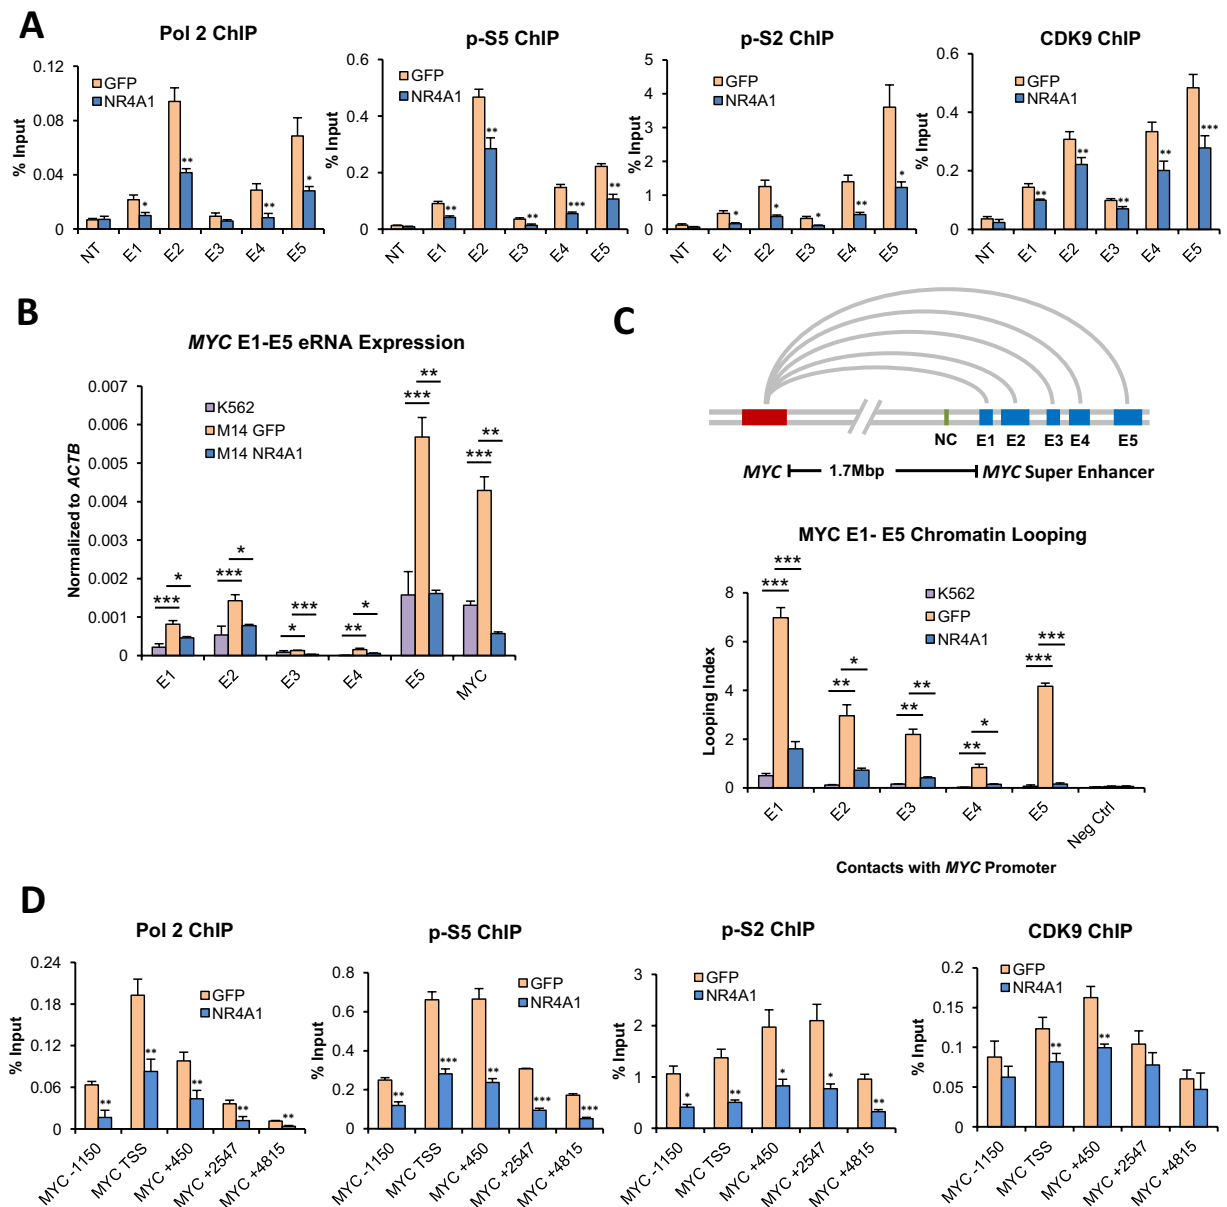 A
Pol 2 ChIP
% Input
0.12
0.08
0.04
0
GFP
NR4A1
* ** ** *
NT E1 E2 E3 E4 E5
p-S5 ChIP
% Input
0.6
0.4
0.2
0
GFP
NR4A1
** ** ** *** **
NT E1 E2 E3 E4 E5
p-S2 ChIP
% Input
5
4
3
2
1
0
GFP
NR4A1
* * * ** *
NT E1 E2 E3 E4 E5
CDK9 ChIP
% Input
0.6
0.4
0.2
0
GFP
NR4A1
** ** ** ** ***
NT E1 E2 E3 E4 E5
B
MYC E1-E5 eRNA Expression
Normalized to ACTB
0.007
0.006
0.005
0.004
0.003
0.002
0.001
0
K562
M14 GFP
M14 NR4A1
*** *
*** *
* ***
** *
*** **
*** **
E1 E2 E3 E4 E5 MYC
C
NC E1 E2 E3 E4 E5
MYC 1.7Mbp MYC Super Enhancer
MYC E1- E5 Chromatin Looping
Looping Index
8
6
4
2
0
K562
GFP
NR4A1
*** ***
** *
** **
** *
*** ***
E1 E2 E3 E4 E5 Neg Ctrl
Contacts with MYC Promoter
D
Pol 2 ChIP
% Input
0.24
0.18
0.12
0.06
0
GFP
NR4A1
** ** ** ** **
MYC -1150 MYC TSS MYC +450 MYC +2547 MYC +4815
p-S5 ChIP
% Input
0.8
0.6
0.4
0.2
0
GFP
NR4A1
** *** ** *** ***
MYC -1150 MYC TSS MYC +450 MYC +2547 MYC +4815
p-S2 ChIP
% Input
3
2
1
0
GFP
NR4A1
* ** * * **
MYC -1150 MYC TSS MYC +450 MYC +2547 MYC +4815
CDK9 ChIP
% Input
0.2
0.15
0.1
0.05
0
GFP
NR4A1
** **
MYC -1150 MYC TSS MYC +450 MYC +2547 MYC +4815